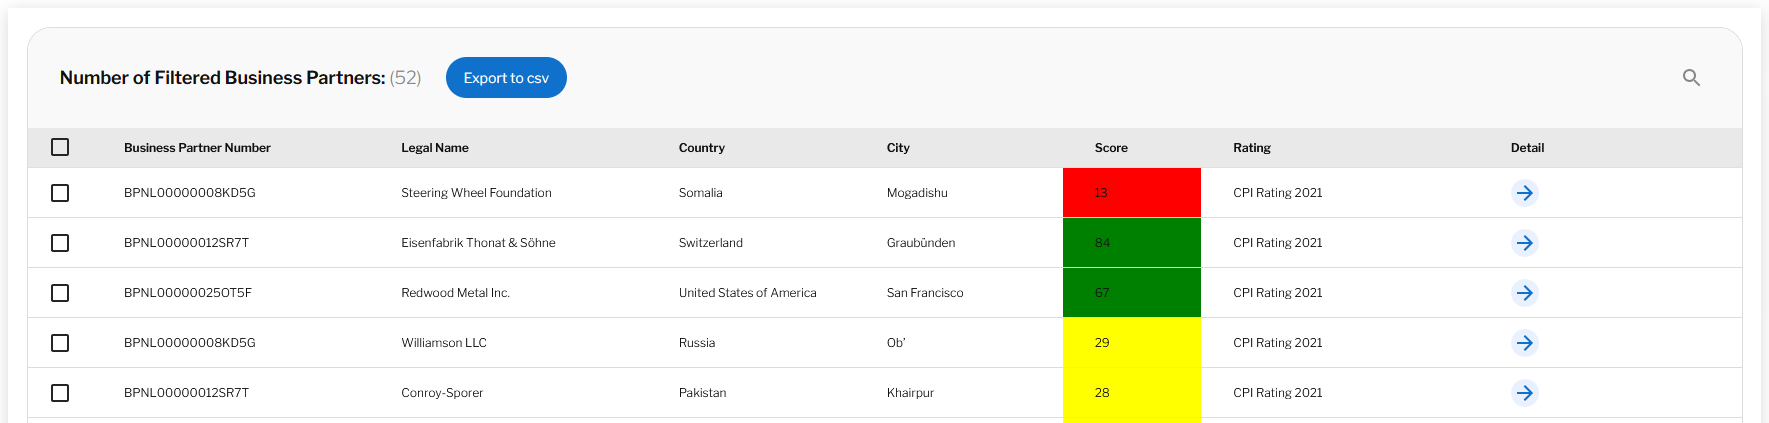 Number of Filtered Business Partners: (52) Export to csv
Business Partner Number Legal Name Country City Score Rating Detail
BPNL00000008KD5G Steering Wheel Foundation Somalia Mogadishu 13 CPI Rating 2021
BPNL00000012SR7T Eisenfabrik Thonat & Söhne Switzerland Graubünden 84 CPI Rating 2021
BPNL00000025OT5F Redwood Metal Inc. United States of America San Francisco 67 CPI Rating 2021
BPNL00000008KD5G Williamson LLC Russia Ob’ 29 CPI Rating 2021
BPNL00000012SR7T Conroy-Sporer Pakistan Khairpur 28 CPI Rating 2021